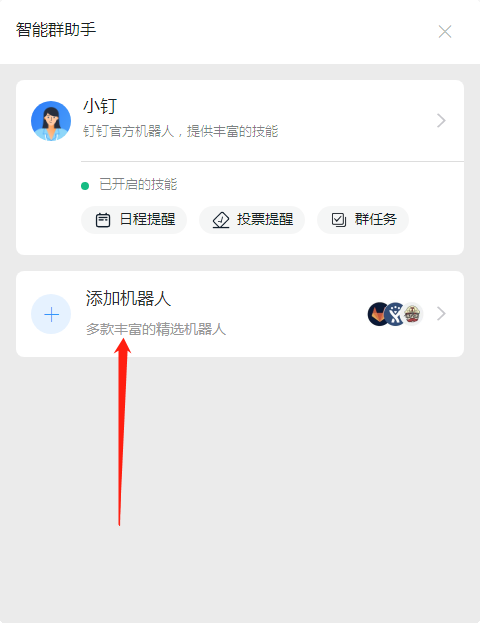 智能群助手
小钉
钉钉官方机器人，提供丰富的技能
已开启的技能
日程提醒 投票提醒 群任务
添加机器人
多款丰富的精选机器人